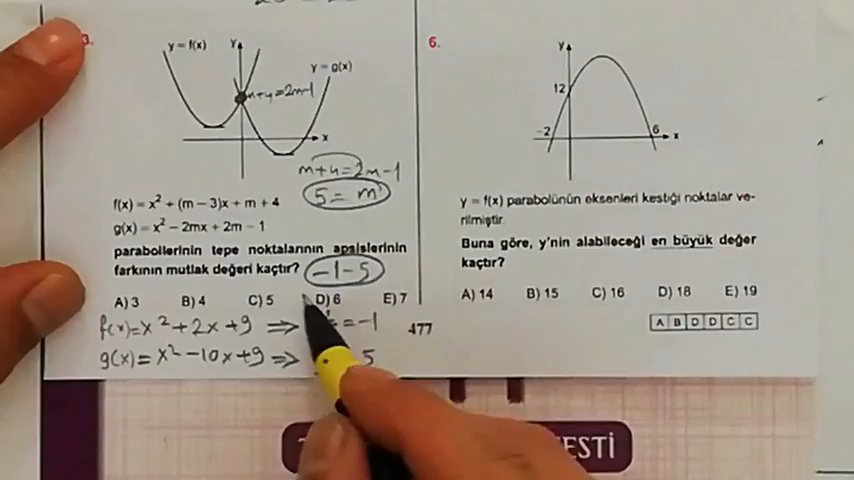 3.
y = f(x)
y
y = g(x)
m+4=2m-1
x
m+4=2m-1
5 = m
f(x) = x² + (m – 3)x + m + 4
g(x) = x² – 2mx + 2m – 1
parabollerinin tepe noktalarının apsislerinin
farkının mutlak değeri kaçtır?
-1-5
A) 3 B) 4 C) 5 D) 6 E) 7
f(x)=x²+2x+9 ⇒ = -1
g(x)= x²-10x+9 ⇒ 5
477
6.
y
12
–2
6
x
y = f(x) parabolünün eksenleri kestiği noktalar ve-
rilmiştir.
Buna göre, y'nin alabileceği en büyük değer
kaçtır?
A) 14 B) 15 C) 16 D) 18 E) 19
A B D D C C
ESTİ